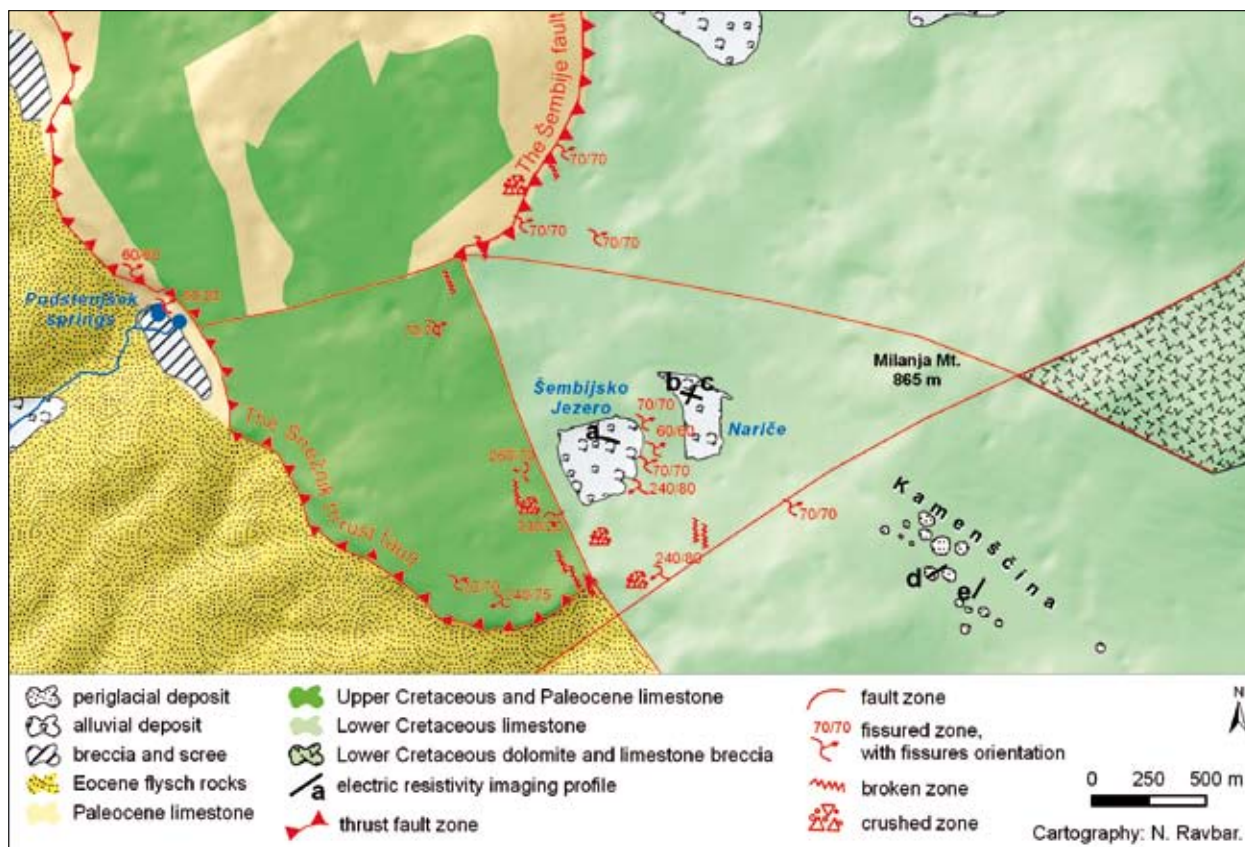 The Šembije fault
70/70
70/70
70/70
60/60
Podstenjšek
springs
Milanja Mt.
865 m
b c
Šembijsko
Jezero
70/70
Nariče
a
60/60
70/70
240/80
The Snežnik thrust fault
70/70
Kamenščina
240/80
d
e
240/75
periglacial deposit
alluvial deposit
breccia and scree
Eocene flysch rocks
Paleocene limestone
Upper Cretaceous and Paleocene limestone
Lower Cretaceous limestone
Lower Cretaceous dolomite and limestone breccia
a electric resistivity imaging profile
thrust fault zone
fault zone
70/70 fissured zone,
with fissures orientation
broken zone
crushed zone
N
0 250 500 m
Cartography: N. Ravbar.